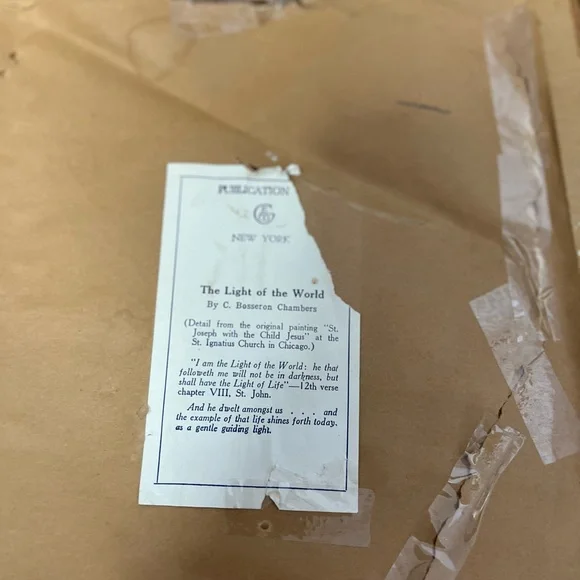 PUBLICATION
NEW YORK
The Light of the World
By C. Bosseron Chambers
(Detail from the original painting "St.
Joseph with the Child Jesus" at the
St. Ignatius Church in Chicago.)
"I am the Light of the World: he that
followeth me will not be in darkness, but
shall have the Light of Life"—12th verse
chapter VIII, St. John.
And he dwelt amongst us . . . and
the example of that life shines forth today,
as a gentle guiding light.